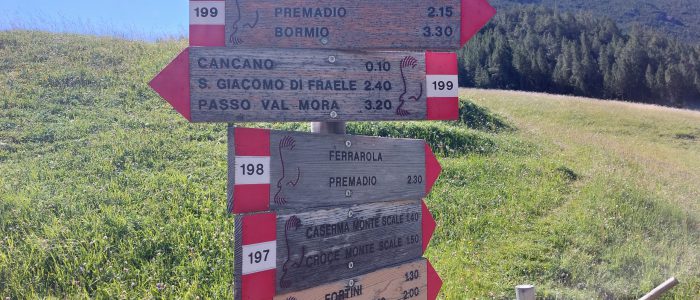 199 PREMADIO 2.15
BORMIO 3.30
CANCANO 0.10
S. GIACOMO DI FRAELE 2.40 199
PASSO VAL MORA 3.20
198 FERRAROLA
PREMADIO 2.30
CASERMA MONTE SCALE 1.40
197 CROCE MONTE SCALE 1.50
1.30
FORTINI 2.00